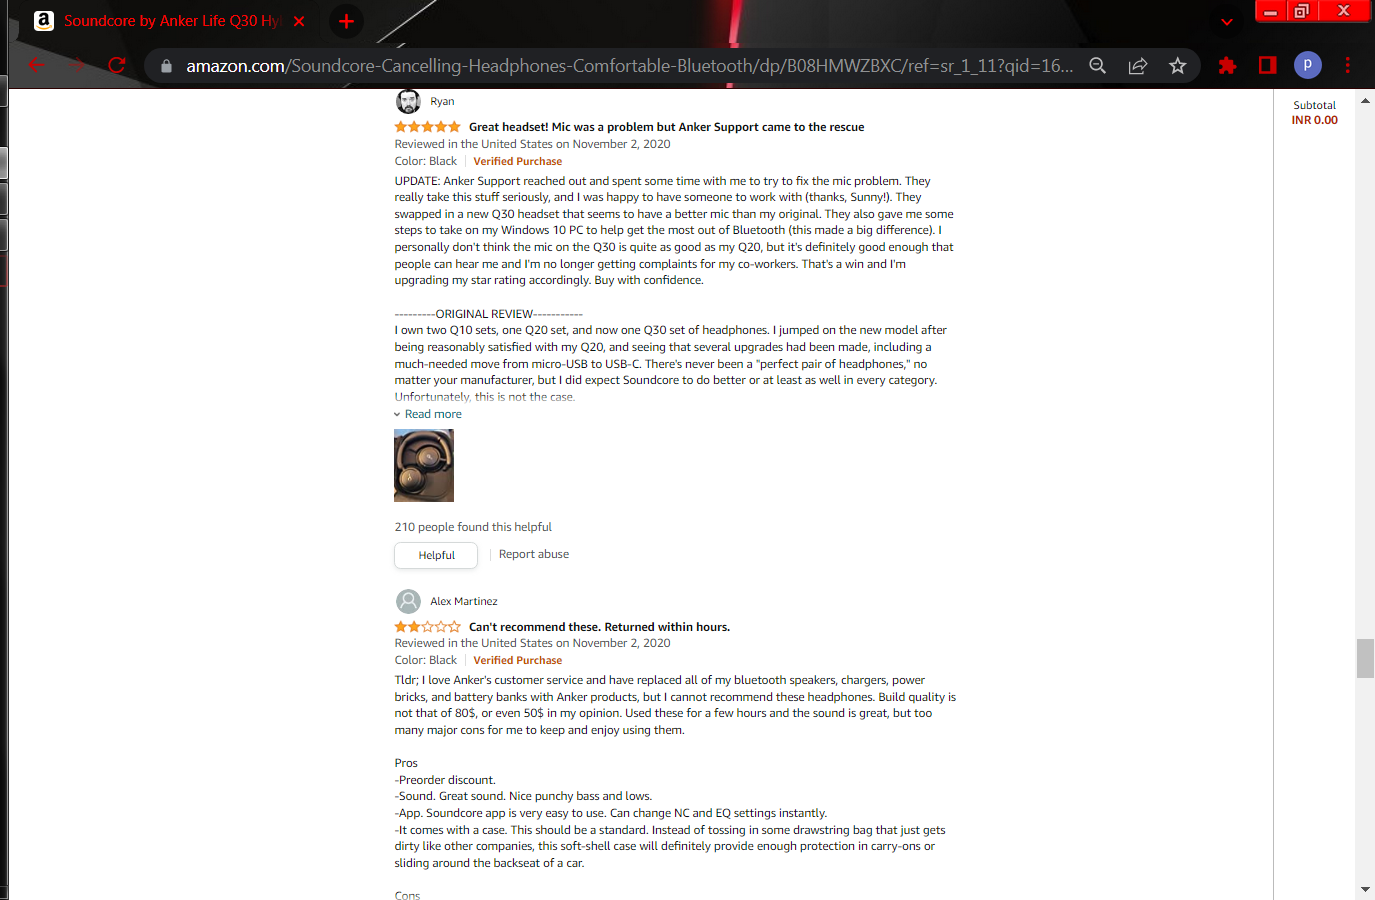 Soundcore by Anker Life Q30 Hy
amazon.com/Soundcore-Cancelling-Headphones-Comfortable-Bluetooth/dp/B08HMWZBXC/ref=sr_1_11?qid=16...
P
Subtotal
INR 0.00
Ryan
Great headset! Mic was a problem but Anker Support came to the rescue
Reviewed in the United States on November 2, 2020
Color: Black | Verified Purchase
UPDATE: Anker Support reached out and spent some time with me to try to fix the mic problem. They
really take this stuff seriously, and I was happy to have someone to work with (thanks, Sunny!). They
swapped in a new Q30 headset that seems to have a better mic than my original. They also gave me some
steps to take on my Windows 10 PC to help get the most out of Bluetooth (this made a big difference). I
personally don't think the mic on the Q30 is quite as good as my Q20, but it's definitely good enough that
people can hear me and I'm no longer getting complaints for my co-workers. That's a win and I'm
upgrading my star rating accordingly. Buy with confidence.
---------ORIGINAL REVIEW-----------
I own two Q10 sets, one Q20 set, and now one Q30 set of headphones. I jumped on the new model after
being reasonably satisfied with my Q20, and seeing that several upgrades had been made, including a
much-needed move from micro-USB to USB-C. There's never been a "perfect pair of headphones," no
matter your manufacturer, but I did expect Soundcore to do better or at least as well in every category.
Unfortunately, this is not the case.
Read more
210 people found this helpful
Helpful | Report abuse
Alex Martinez
Can't recommend these. Returned within hours.
Reviewed in the United States on November 2, 2020
Color: Black | Verified Purchase
Tldr; I love Anker's customer service and have replaced all of my bluetooth speakers, chargers, power
bricks, and battery banks with Anker products, but I cannot recommend these headphones. Build quality is
not that of 80$, or even 50$ in my opinion. Used these for a few hours and the sound is great, but too
many major cons for me to keep and enjoy using them.
Pros
-Preorder discount.
-Sound. Great sound. Nice punchy bass and lows.
-App. Soundcore app is very easy to use. Can change NC and EQ settings instantly.
-It comes with a case. This should be a standard. Instead of tossing in some drawstring bag that just gets
dirty like other companies, this soft-shell case will definitely provide enough protection in carry-ons or
sliding around the backseat of a car.
Cons